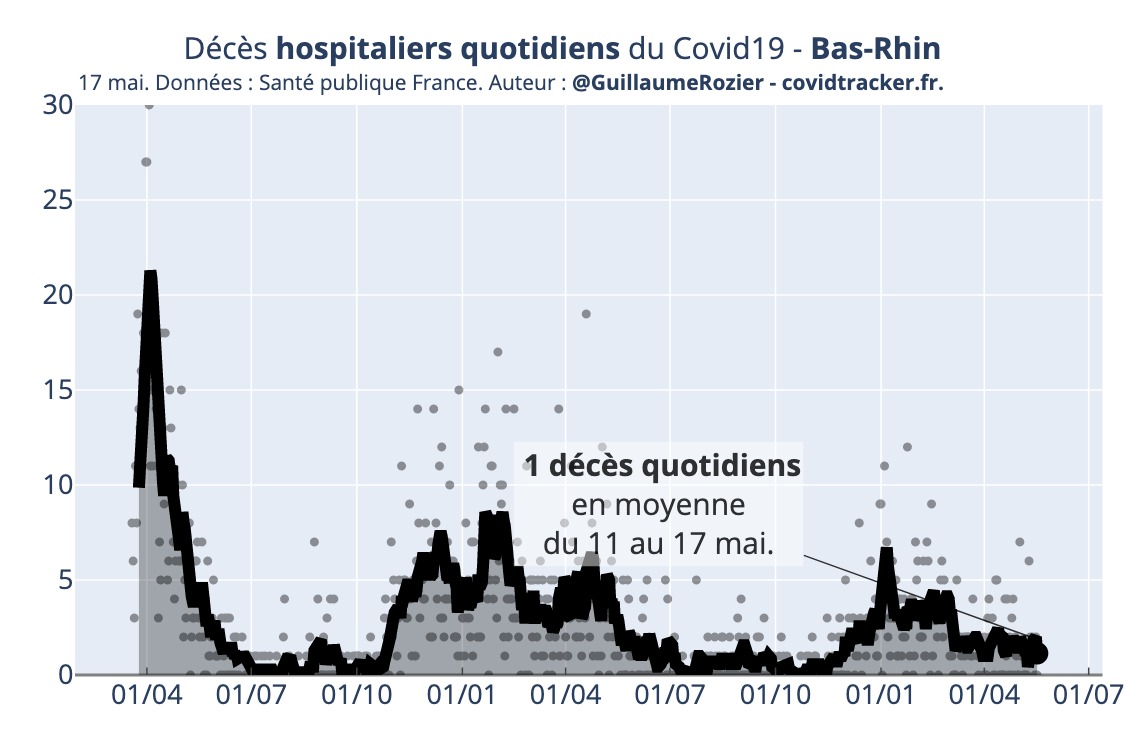 Décès hospitaliers quotidiens du Covid19 - Bas-Rhin
17 mai. Données : Santé publique France. Auteur : @GuillaumeRozier - covidtracker.fr.
30
25
20
15
10
5
0
1 décès quotidiens
en moyenne
du 11 au 17 mai.
01/04 01/07 01/10 01/01 01/04 01/07 01/10 01/01 01/04 01/07